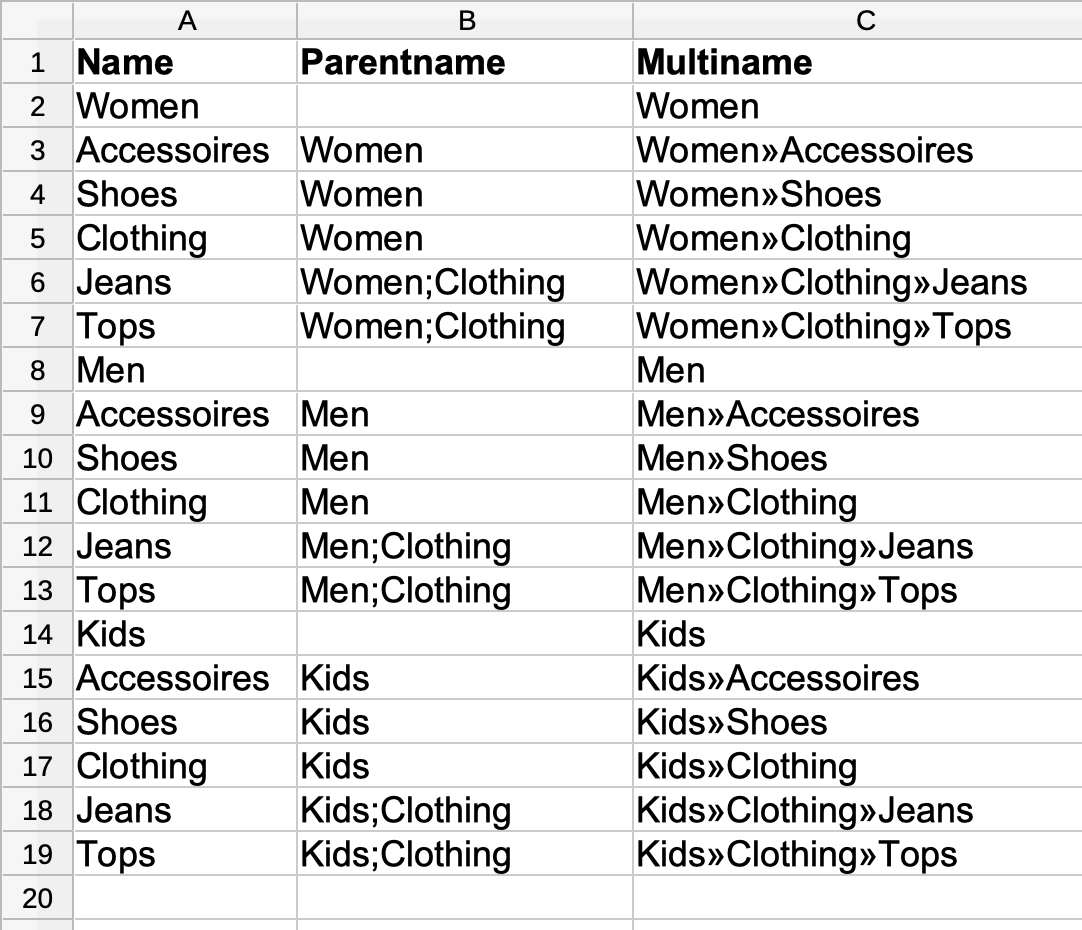 A B C
1 Name Parentname Multiname
2 Women Women
3 Accessoires Women Women»Accessoires
4 Shoes Women Women»Shoes
5 Clothing Women Women»Clothing
6 Jeans Women;Clothing Women»Clothing»Jeans
7 Tops Women;Clothing Women»Clothing»Tops
8 Men Men
9 Accessoires Men Men»Accessoires
10 Shoes Men Men»Shoes
11 Clothing Men Men»Clothing
12 Jeans Men;Clothing Men»Clothing»Jeans
13 Tops Men;Clothing Men»Clothing»Tops
14 Kids Kids
15 Accessoires Kids Kids»Accessoires
16 Shoes Kids Kids»Shoes
17 Clothing Kids Kids»Clothing
18 Jeans Kids;Clothing Kids»Clothing»Jeans
19 Tops Kids;Clothing Kids»Clothing»Tops
20